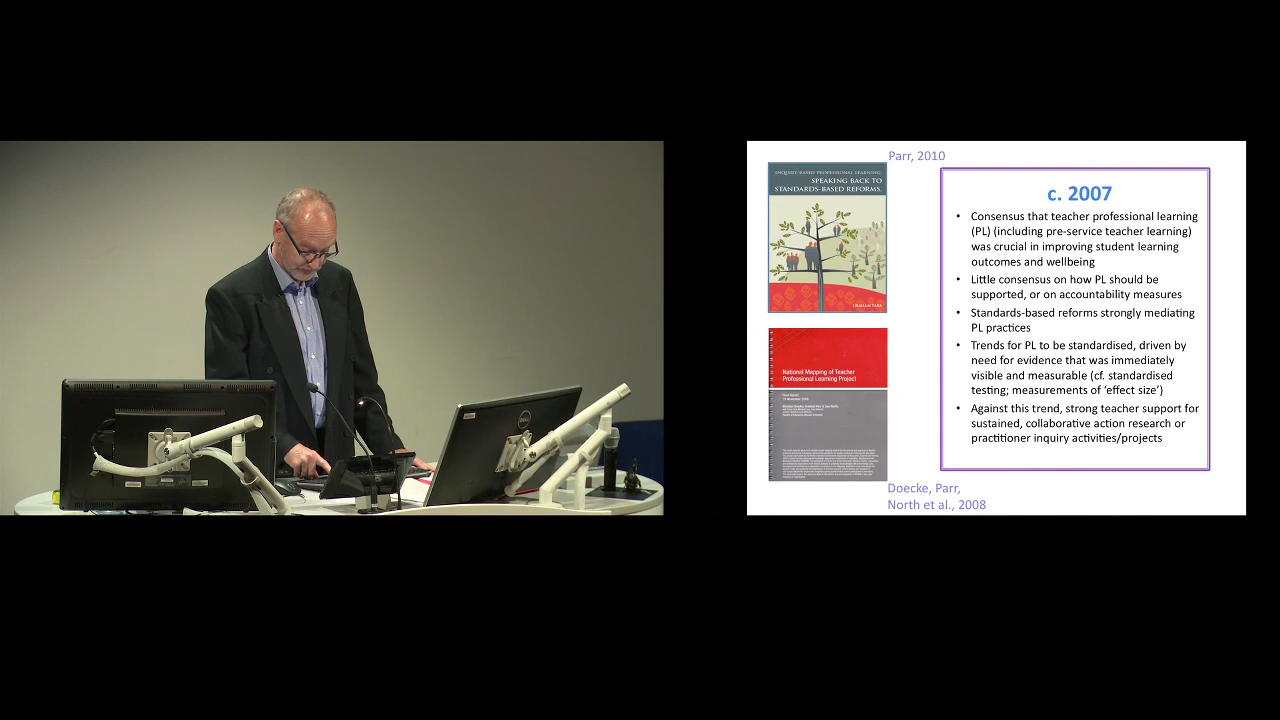 Parr, 2010
INQUIRY-BASED PROFESSIONAL LEARNING
SPEAKING BACK TO
STANDARDS-BASED REFORMS.
GRAHAM PARR
National Mapping of Teacher
Professional Learning Project
Final Report
Doecke, Parr,
North et al., 2008
c. 2007
• Consensus that teacher professional learning
(PL) (including pre-service teacher learning)
was crucial in improving student learning
outcomes and wellbeing
• Little consensus on how PL should be
supported, or on accountability measures
• Standards-based reforms strongly mediating
PL practices
• Trends for PL to be standardised, driven by
need for evidence that was immediately
visible and measurable (cf. standardised
testing; measurements of ‘effect size’)
• Against this trend, strong teacher support for
sustained, collaborative action research or
practitioner inquiry activities/projects
DELL